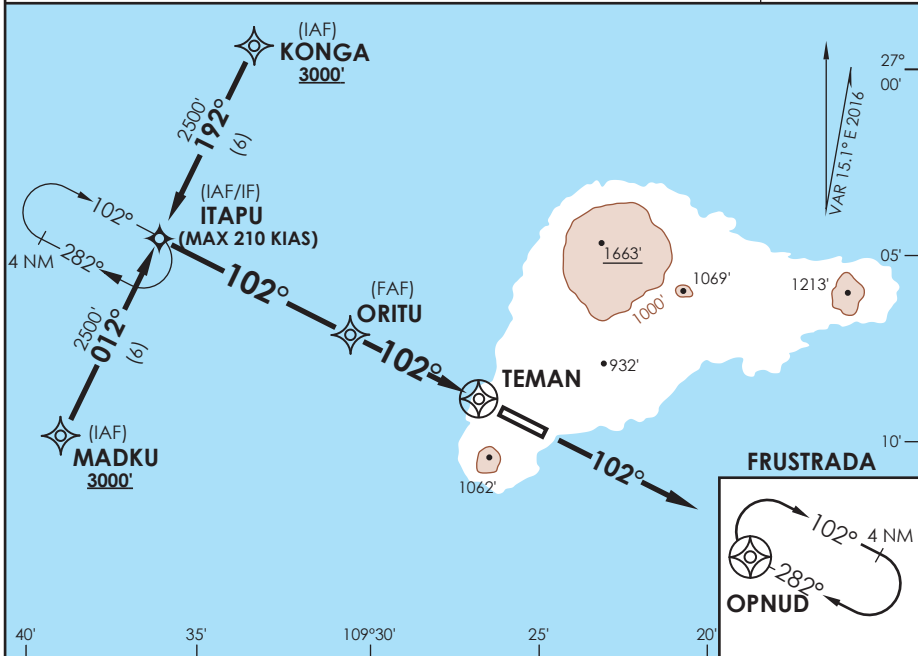 (IAF)
KONGA
3000'
27°
00'
VAR 15.1° E 2016
2500'
192°
(6)
(IAF/IF)
ITAPU
(MAX 210 KIAS)
102°
282°
4 NM
102°
(FAF)
ORITU
102°
TEMAN
1663'
1069'
1000'
1213'
932'
05'
2500'
012°
(6)
(IAF)
MADKU
3000'
1062'
102°
10'
FRUSTRADA
102°
4 NM
282°
OPNUD
40'
35'
109°30'
25'
20'